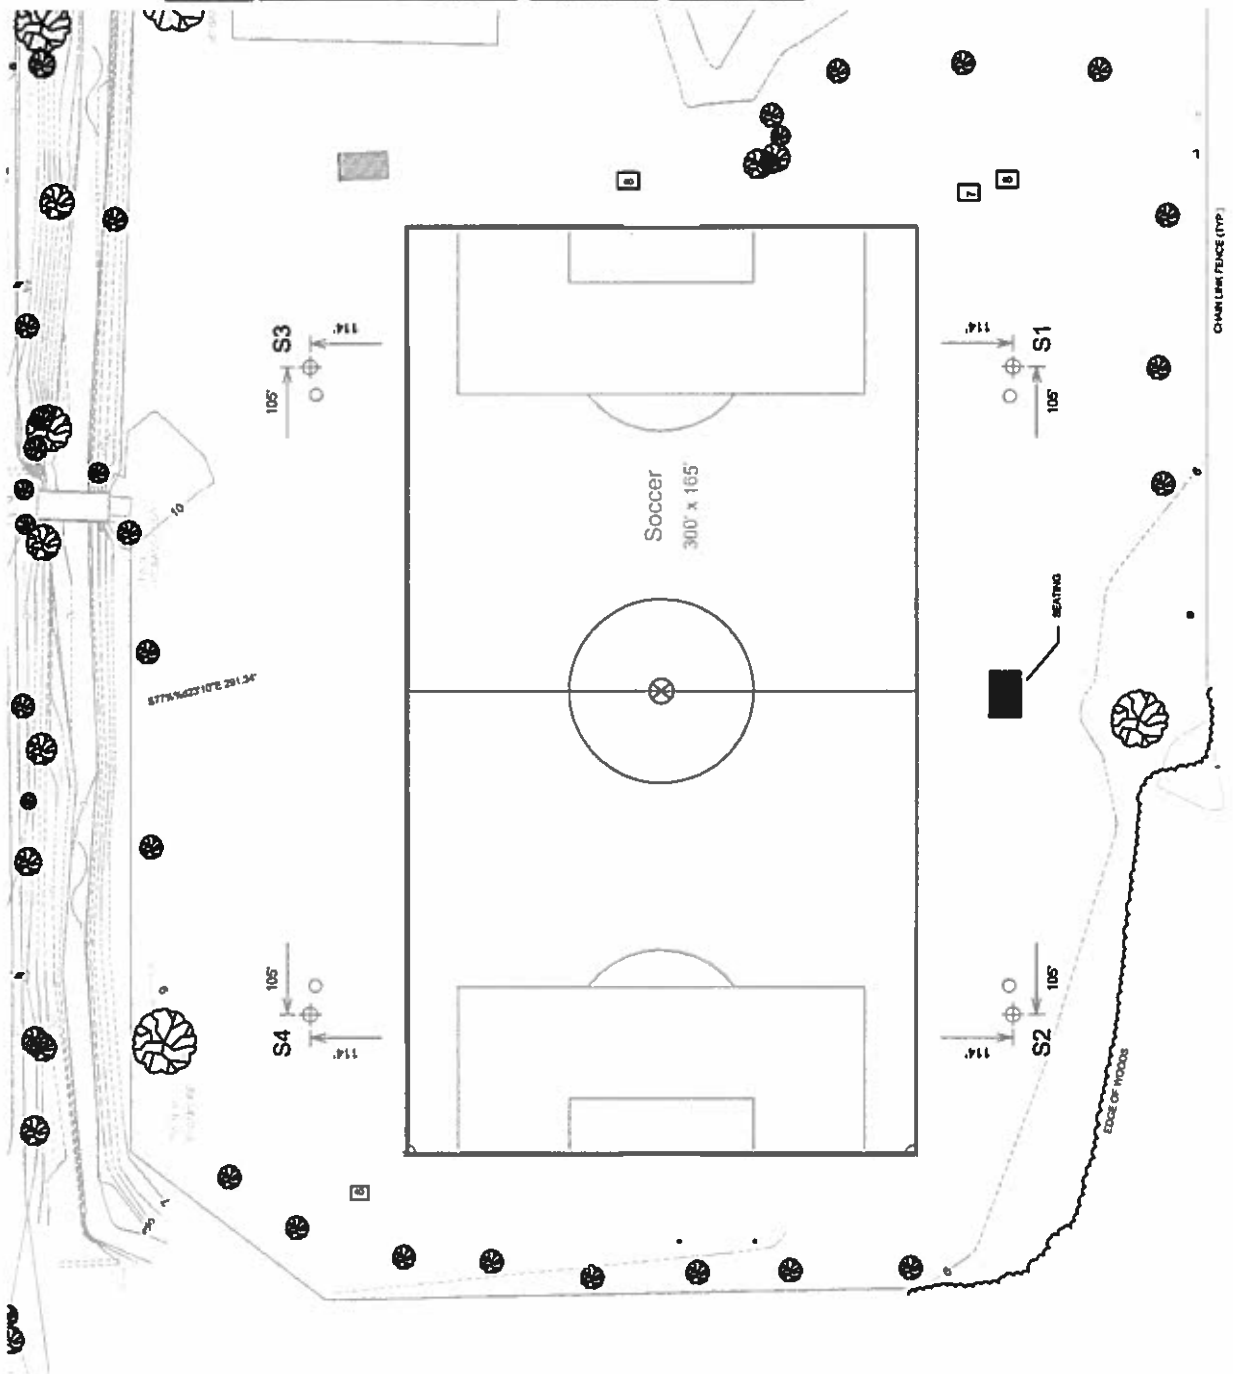 S3
114'
105'
S1
114'
105'
CHAIN LINK FENCE (TYP.)
7
10
Soccer
300' x 165'
SEATING
105'
S4
114'
105'
S2
114'
EDGE OF WOODS